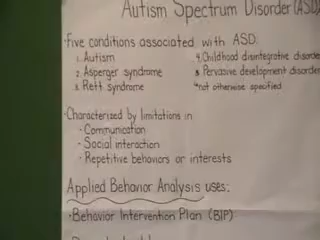 Autism Spectrum Disorder (ASD)
·Five conditions associated with ASD:
1. Autism
2. Asperger syndrome
3. Rett syndrome
4. Childhood disintegrative disorder
5. Pervasive development disorder
*not otherwise specified
·Characterized by limitations in
·Communication
·Social interaction
·Repetitive behaviors or interests
Applied Behavior Analysis uses:
·Behavior Intervention Plan (BIP)